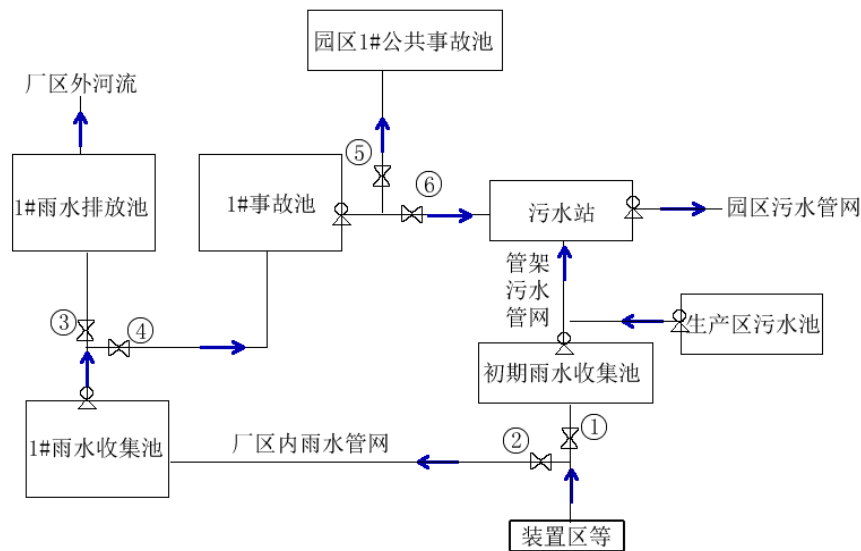 园区1#公共事故池
厂区外河流
⑤
⑥
1#雨水排放池
1#事故池
污水站
园区污水管网
管架
污水
管网
③
④
生产区污水池
初期雨水收集池
①
②
厂区内雨水管网
1#雨水收集池
装置区等